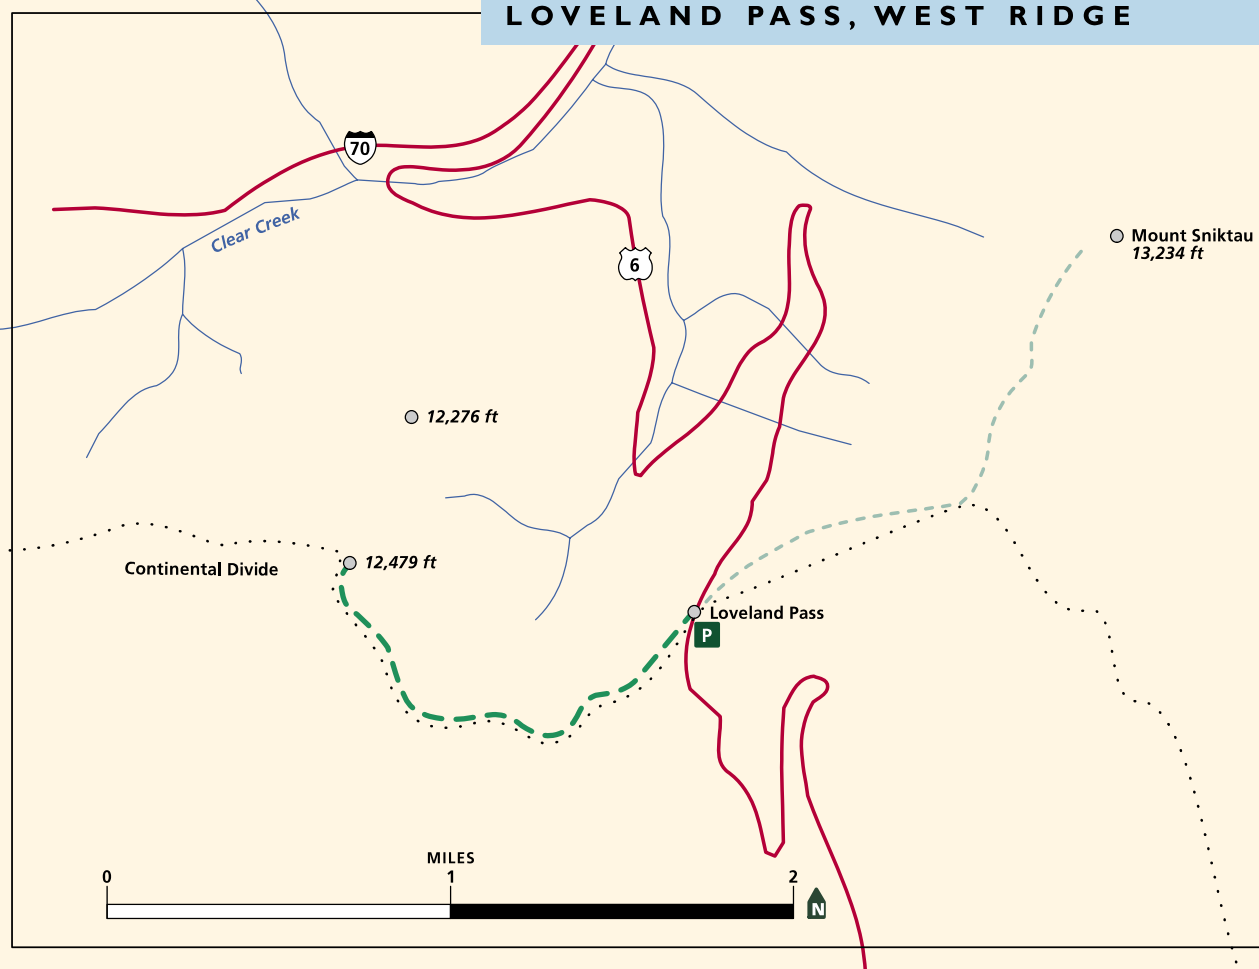 LOVELAND PASS, WEST RIDGE
70
Clear Creek
6
Mount Sniktau
13,234 ft
12,276 ft
12,479 ft
Continental Divide
Loveland Pass
P
MILES
0 1 2
N